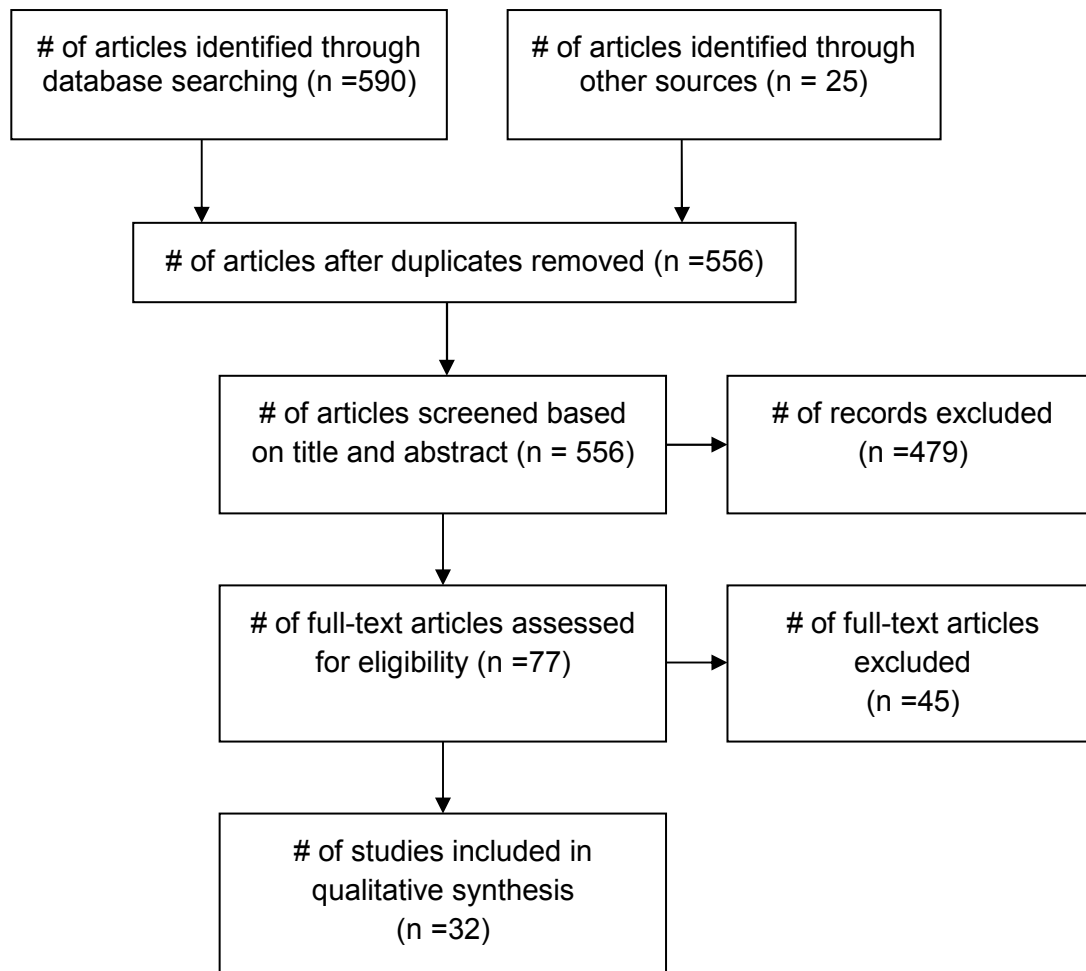 # of articles identified through
database searching (n =590)
# of articles identified through
other sources (n = 25)
# of articles after duplicates removed (n =556)
# of articles screened based
on title and abstract (n = 556)
# of records excluded
(n =479)
# of full-text articles assessed
for eligibility (n =77)
# of full-text articles
excluded
(n =45)
# of studies included in
qualitative synthesis
(n =32)